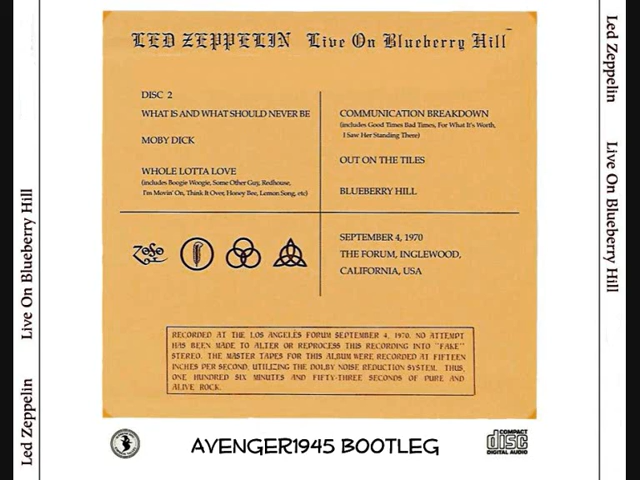 LED ZEPPELIN Live On Blueberry Hill
DISC 2
WHAT IS AND WHAT SHOULD NEVER BE
MOBY DICK
WHOLE LOTTA LOVE
(includes Boogie Woogie, Some Other Guy, Redhouse,
I'm Movin' On, Think It Over, Honey Bee, Lemon Song, etc)
COMMUNICATION BREAKDOWN
(includes Good Times Bad Times, For What It's Worth,
I Saw Her Standing There)
OUT ON THE TILES
BLUEBERRY HILL
ZOSO
SEPTEMBER 4, 1970
THE FORUM, INGLEWOOD,
CALIFORNIA, USA
RECORDED AT THE LOS ANGELES FORUM SEPTEMBER 4, 1970. NO ATTEMPT
HAS BEEN MADE TO ALTER OR REPROCESS THIS RECORDING INTO "FAKE"
STEREO. THE MASTER TAPES FOR THIS ALBUM WERE RECORDED AT FIFTEEN
INCHES PER SECOND, UTILIZING THE DOLBY NOISE REDUCTION SYSTEM. THUS,
ONE HUNDRED SIX MINUTES AND FIFTY-THREE SECONDS OF PURE AND
ALIVE ROCK.
AVENGER1945 BOOTLEG
COMPACT
disc
DIGITAL AUDIO
Led Zeppelin Live On Blueberry Hill
Led Zeppelin Live On Blueberry Hill